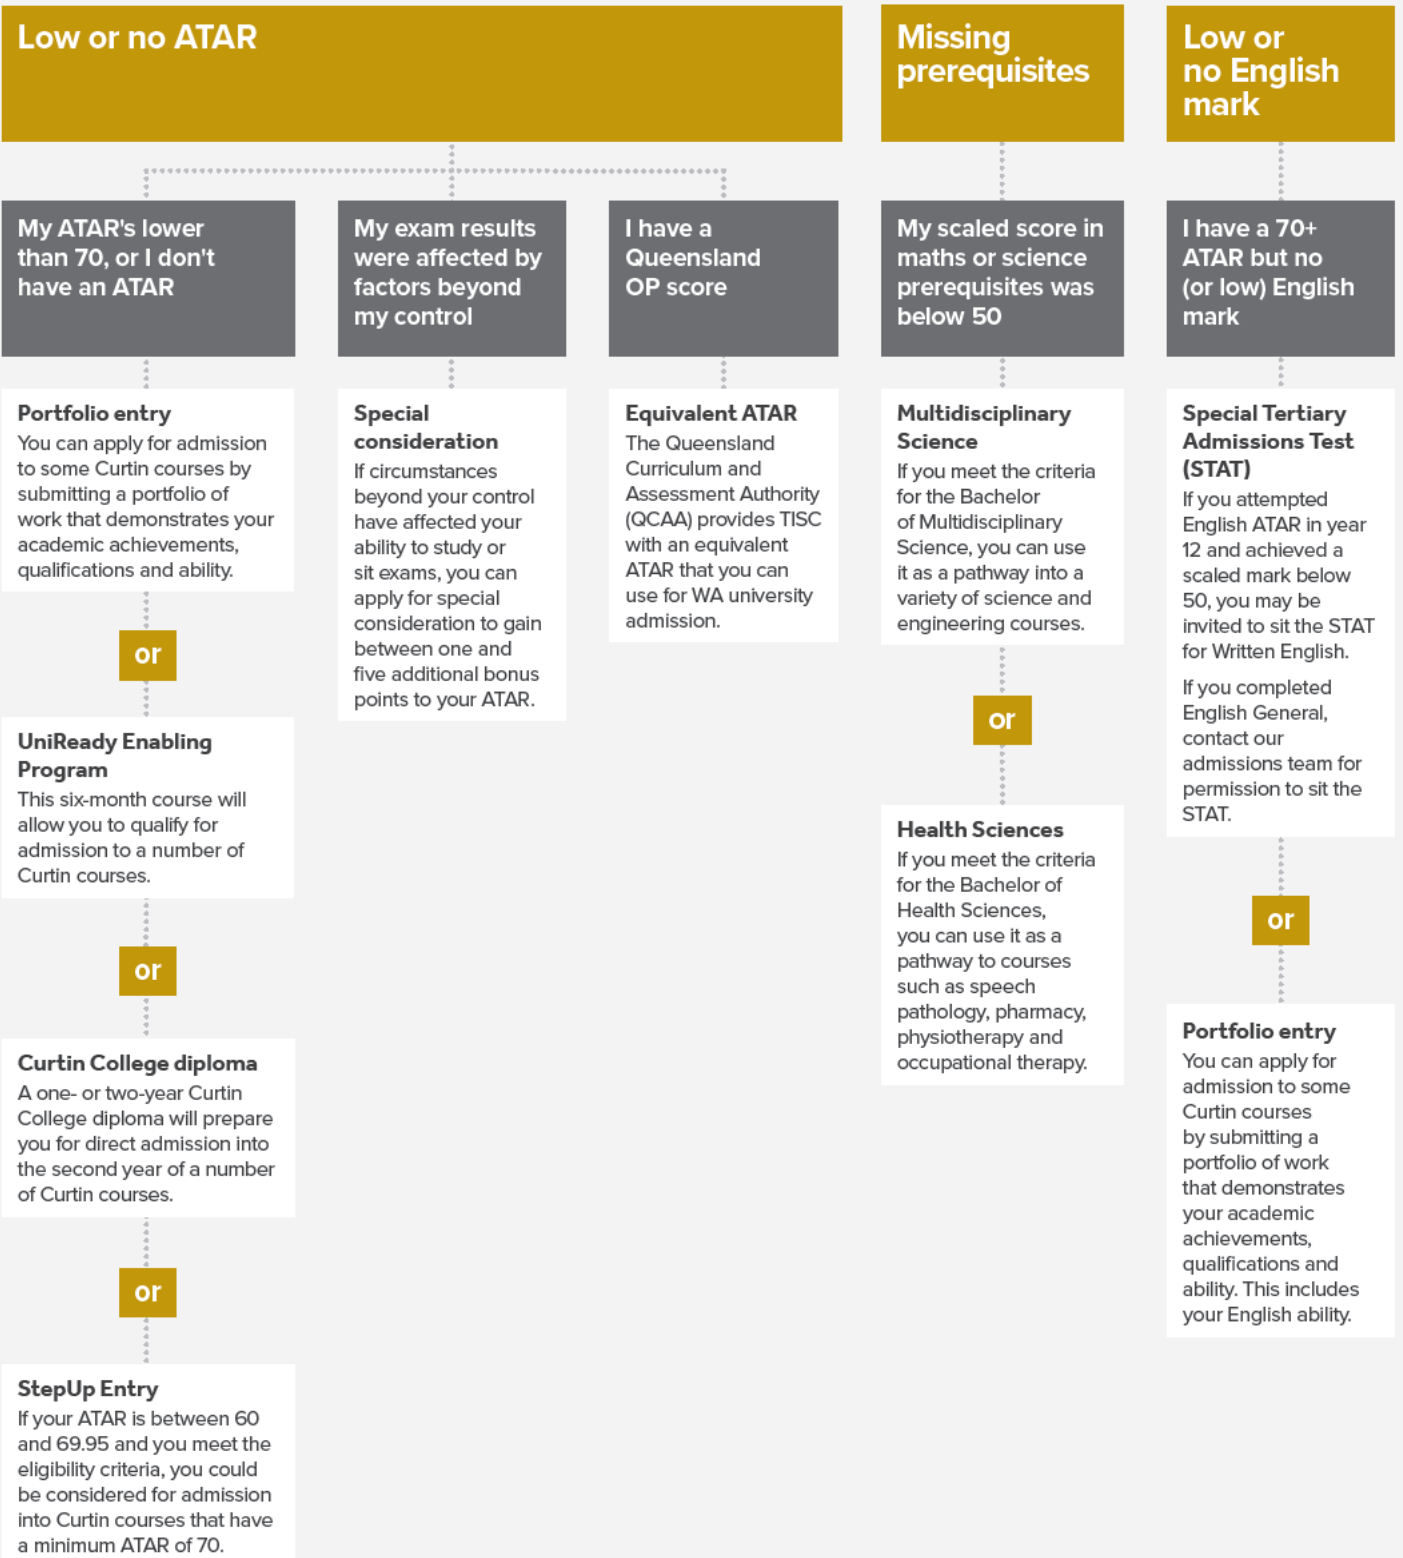 Low or no ATAR
My ATAR's lower
than 70, or I don't
have an ATAR
Portfolio entry
You can apply for admission
to some Curtin courses by
submitting a portfolio of
work that demonstrates your
academic achievements,
qualifications and ability.
or
UniReady Enabling
Program
This six-month course will
allow you to qualify for
admission to a number of
Curtin courses.
or
Curtin College diploma
A one- or two-year Curtin
College diploma will prepare
you for direct admission into
the second year of a number
of Curtin courses.
or
StepUp Entry
If your ATAR is between 60
and 69.95 and you meet the
eligibility criteria, you could
be considered for admission
into Curtin courses that have
a minimum ATAR of 70.
My exam results
were affected by
factors beyond
my control
Special
consideration
If circumstances
beyond your control
have affected your
ability to study or
sit exams, you can
apply for special
consideration to gain
between one and
five additional bonus
points to your ATAR.
I have a
Queensland
OP score
Equivalent ATAR
The Queensland
Curriculum and
Assessment Authority
(QCAA) provides TISC
with an equivalent
ATAR that you can
use for WA university
admission.
Missing
prerequisites
My scaled score in
maths or science
prerequisites was
below 50
Multidisciplinary
Science
If you meet the criteria
for the Bachelor
of Multidisciplinary
Science, you can use
it as a pathway into a
variety of science and
engineering courses.
or
Health Sciences
If you meet the criteria
for the Bachelor of
Health Sciences,
you can use it as a
pathway to courses
such as speech
pathology, pharmacy,
physiotherapy and
occupational therapy.
Low or
no English
mark
I have a 70+
ATAR but no
(or low) English
mark
Special Tertiary
Admissions Test
(STAT)
If you attempted
English ATAR in year
12 and achieved a
scaled mark below
50, you may be
invited to sit the STAT
for Written English.
If you completed
English General,
contact our
admissions team for
permission to sit the
STAT.
or
Portfolio entry
You can apply for
admission to some
Curtin courses
by submitting a
portfolio of work
that demonstrates
your academic
achievements,
qualifications and
ability. This includes
your English ability.